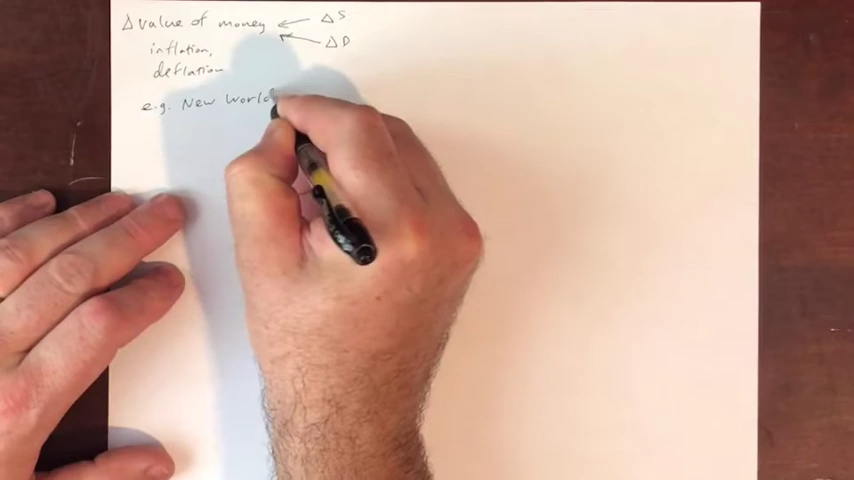 Δ value of money ← ΔS
← ΔD
inflation,
deflation
e.g. New World